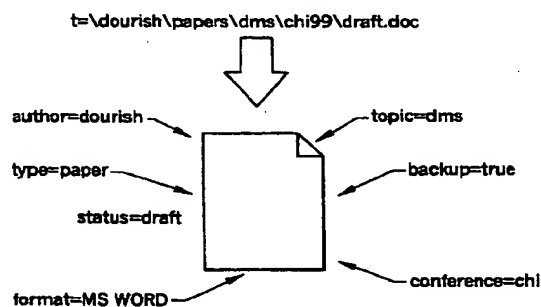 t=\dourish\papers\dms\chi99\draft.doc
author=dourish
topic=dms
type=paper
backup=true
status=draft
conference=chi
format=MS WORD